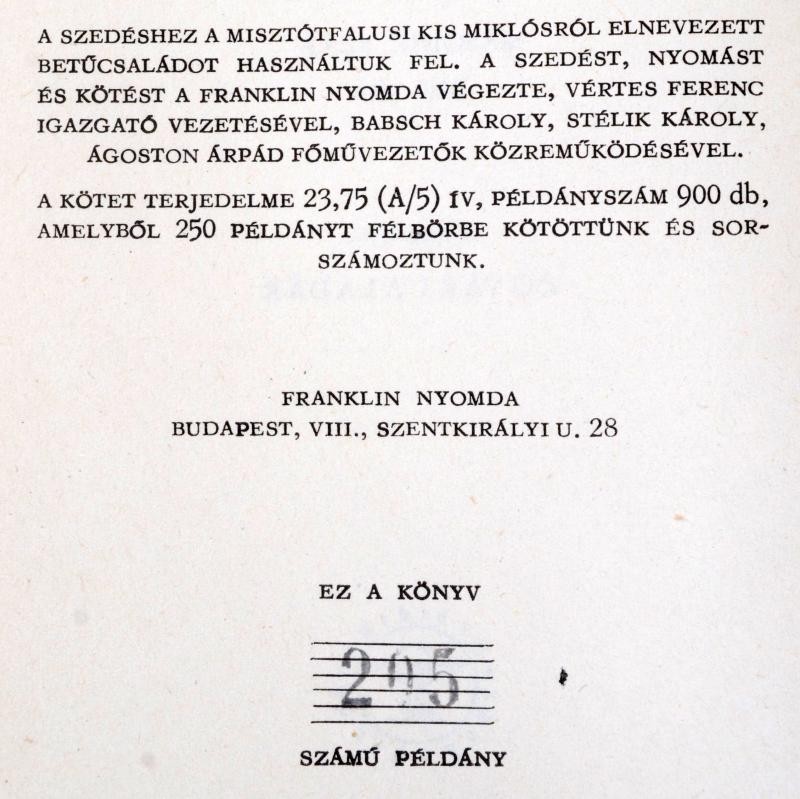 A SZEDÉSHEZ A MISZTÓTFALUSI KIS MIKLÓSRÓL ELNEVEZETT
BETŰCSALÁDOT HASZNÁLTUK FEL. A SZEDÉST, NYOMÁST
ÉS KÖTÉST A FRANKLIN NYOMDA VÉGEZTE, VÉRTES FERENC
IGAZGATÓ VEZETÉSÉVEL, BABSCH KÁROLY, STÉLIK KÁROLY,
ÁGOSTON ÁRPÁD FŐMŰVEZETŐK KÖZREMŰKÖDÉSÉVEL.
A KÖTET TERJEDELME 23,75 (A/5) ÍV, PÉLDÁNYSZÁM 900 db,
AMELYBŐL 250 PÉLDÁNYT FÉLBŐRBE KÖTÖTTÜNK ÉS SOR-
SZÁMOZTUNK.
FRANKLIN NYOMDA
BUDAPEST, VIII., SZENTKIRÁLYI U. 28
EZ A KÖNYV
205
SZÁMÚ PÉLDÁNY